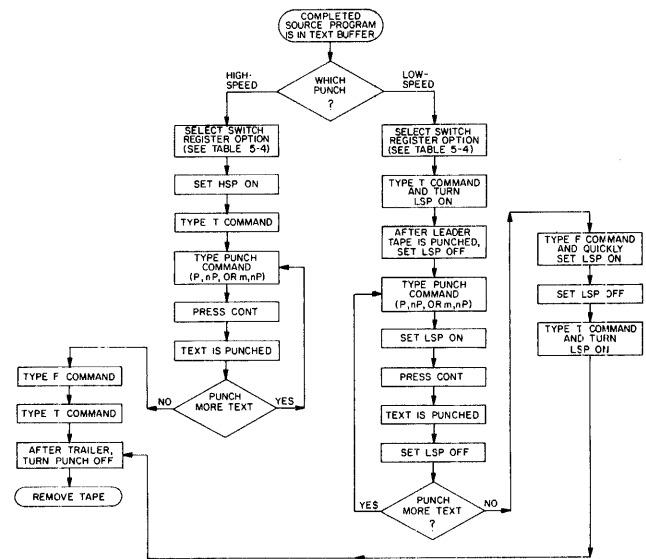 COMPLETED
SOURCE PROGRAM
IS IN TEXT BUFFER
WHICH
PUNCH
?
HIGH-
SPEED
LOW-
SPEED
SELECT SWITCH
REGISTER OPTION
(SEE TABLE 5-4)
SET HSP ON
TYPE T COMMAND
TYPE PUNCH
COMMAND
(P,nP, OR m,nP)
PRESS CONT
TEXT IS PUNCHED
PUNCH
MORE TEXT
NO
YES
TYPE F COMMAND
TYPE T COMMAND
AFTER TRAILER,
TURN PUNCH OFF
REMOVE TAPE
SELECT SWITCH
REGISTER OPTION
(SEE TABLE 5-4)
TYPE T COMMAND
AND TURN
LSP ON
AFTER LEADER
TAPE IS PUNCHED,
SET LSP OFF
TYPE PUNCH
COMMAND
(P,nP, OR m,nP)
SET LSP ON
PRESS CONT
TEXT IS PUNCHED
SET LSP OFF
PUNCH
MORE TEXT
?
YES
NO
TYPE F COMMAND
AND QUICKLY
SET LSP ON
SET LSP OFF
TYPE T COMMAND
AND TURN
LSP ON